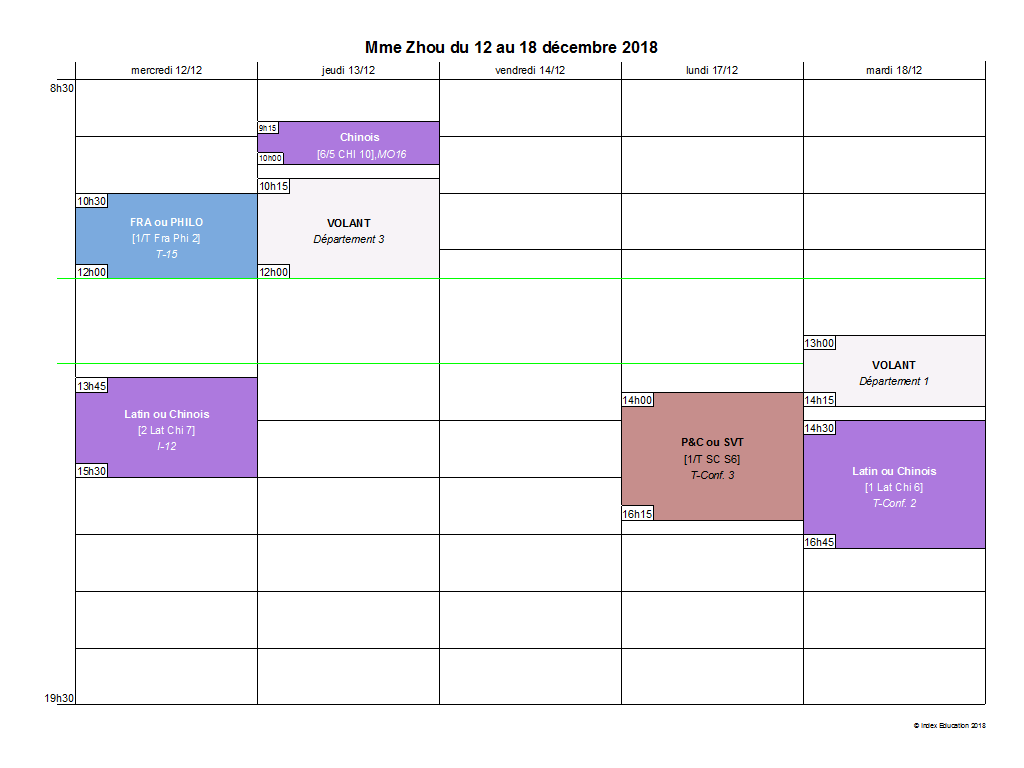 Mme Zhou du 12 au 18 décembre 2018
mercredi 12/12
jeudi 13/12
vendredi 14/12
lundi 17/12
mardi 18/12
8h30
10h30
FRA ou PHILO
[1/T Fra Phi 2]
T-15
12h00
13h45
Latin ou Chinois
[2 Lat Chi 7]
I-12
15h30
9h15
Chinois
[6/5 CHI 10],MO16
10h00
10h15
VOLANT
Département 3
12h00
14h00
P&C ou SVT
[1/T SC S6]
T-Conf. 3
16h15
13h00
VOLANT
Département 1
14h15
14h30
Latin ou Chinois
[1 Lat Chi 6]
T-Conf. 2
16h45
19h30
© Index Education 2018